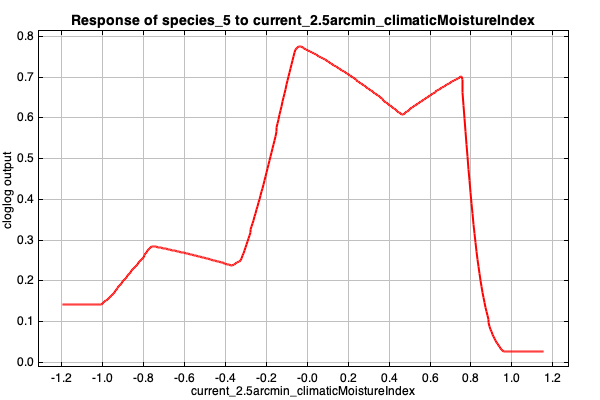 Response of species_5 to current_2.5arcmin_climaticMoistureIndex
cloglog output
0.8
0.7
0.6
0.5
0.4
0.3
0.2
0.1
0.0
-1.2 -1.0 -0.8 -0.6 -0.4 -0.2 -0.0 0.2 0.4 0.6 0.8 1.0 1.2
current_2.5arcmin_climaticMoistureIndex